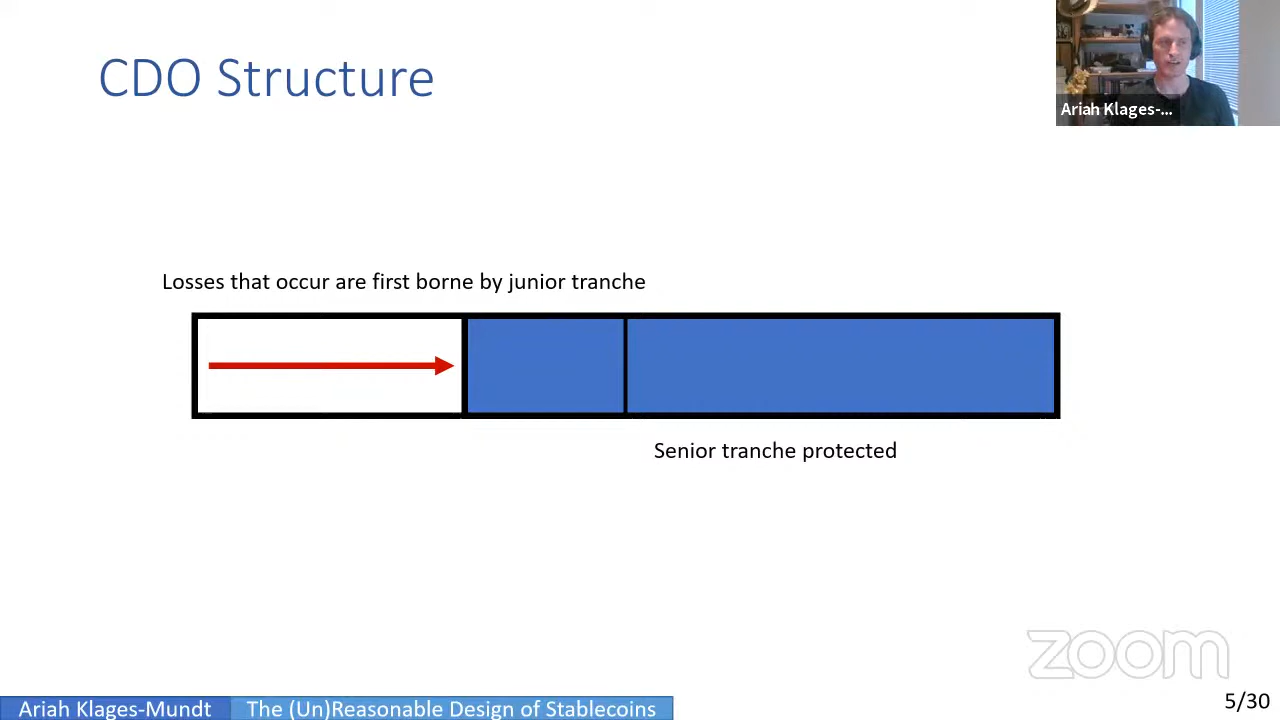 CDO Structure
Ariah Klages-...
Losses that occur are first borne by junior tranche
Senior tranche protected
zoom
Ariah Klages-Mundt
The (Un)Reasonable Design of Stablecoins
5/30